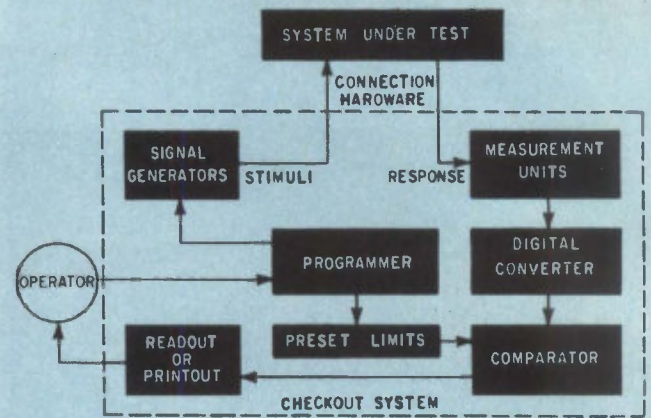 SYSTEM UNDER TEST
CONNECTION
HARDWARE
SIGNAL
GENERATORS
STIMULI
RESPONSE
MEASUREMENT
UNITS
OPERATOR
PROGRAMMER
DIGITAL
CONVERTER
READOUT
OR
PRINTOUT
PRESET LIMITS
COMPARATOR
CHECKOUT SYSTEM